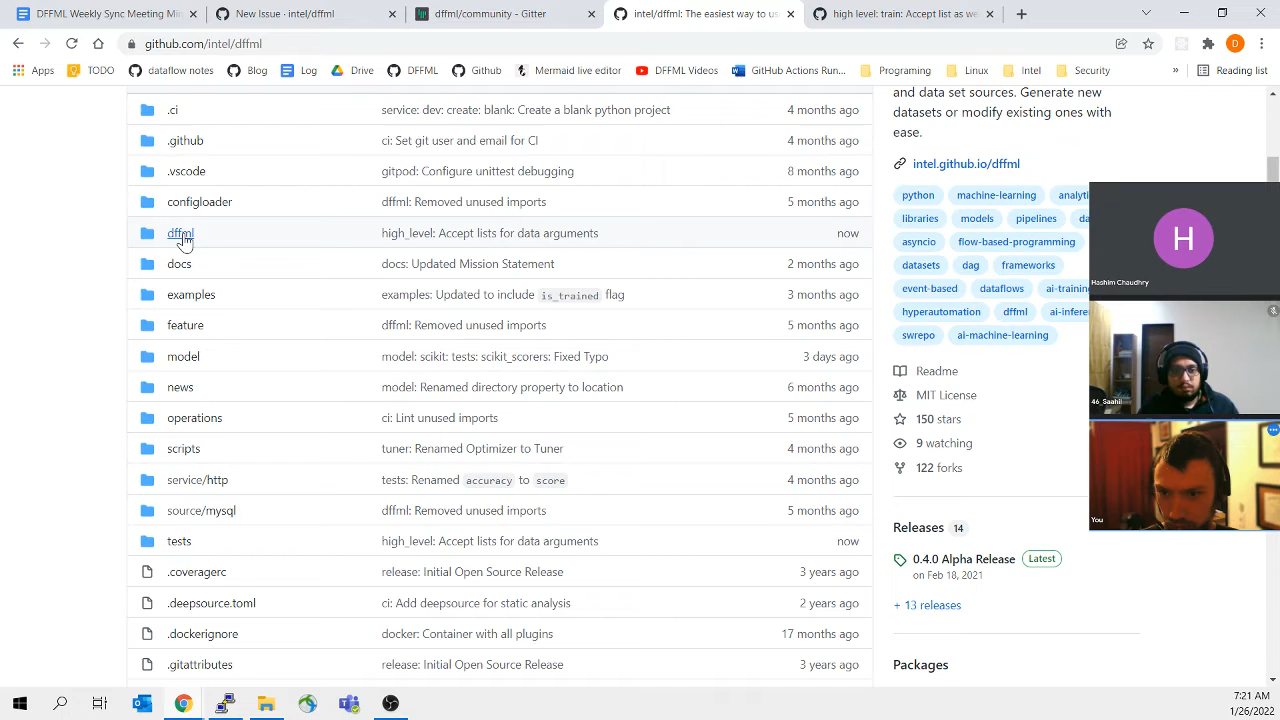 DFFML Weekly Sync Meeting Mi
New Issue · intel/dffml
dffml/community - Gitter
intel/dffml: The easiest way to us
high level: train: Accept list as we
github.com/intel/dffml
Apps
TODO
dataflow notes
Blog
Log
Drive
DFFML
Github
Mermaid live editor
DFFML Videos
GitHub Actions Run...
Programing
Linux
Intel
Security
»
Reading list
.ci
service: dev: create: blank: Create a blank python project
4 months ago
.github
ci: Set git user and email for CI
4 months ago
.vscode
gitpod: Configure unittest debugging
8 months ago
configloader
dffml: Removed unused imports
5 months ago
dffml
high_level: Accept lists for data arguments
now
docs
docs: Updated Mission Statement
2 months ago
examples
examples: Updated to include is_trained flag
3 months ago
feature
dffml: Removed unused imports
5 months ago
model
model: scikit: tests: scikit_scorers: Fixed Typo
3 days ago
news
model: Renamed directory property to location
6 months ago
operations
ci: Lint unused imports
5 months ago
scripts
tuner: Renamed Optimizer to Tuner
4 months ago
service/http
tests: Renamed accuracy to score
4 months ago
source/mysql
dffml: Removed unused imports
5 months ago
tests
high_level: Accept lists for data arguments
now
.coveragerc
release: Initial Open Source Release
3 years ago
.deepsource.toml
ci: Add deepsource for static analysis
2 years ago
.dockerignore
docker: Container with all plugins
17 months ago
.gitattributes
release: Initial Open Source Release
3 years ago
and data set sources. Generate new
datasets or modify existing ones with
ease.
intel.github.io/dffml
python machine-learning analyti
libraries models pipelines da
asyncio flow-based-programming
datasets dag frameworks
event-based dataflows ai-trainin
hyperautomation dffml ai-infere
swrepo ai-machine-learning
Readme
MIT License
150 stars
9 watching
122 forks
Releases 14
0.4.0 Alpha Release Latest
on Feb 18, 2021
+ 13 releases
Packages
H
Hashim Chaudhry
46_Saahil
You
7:21 AM
1/26/2022